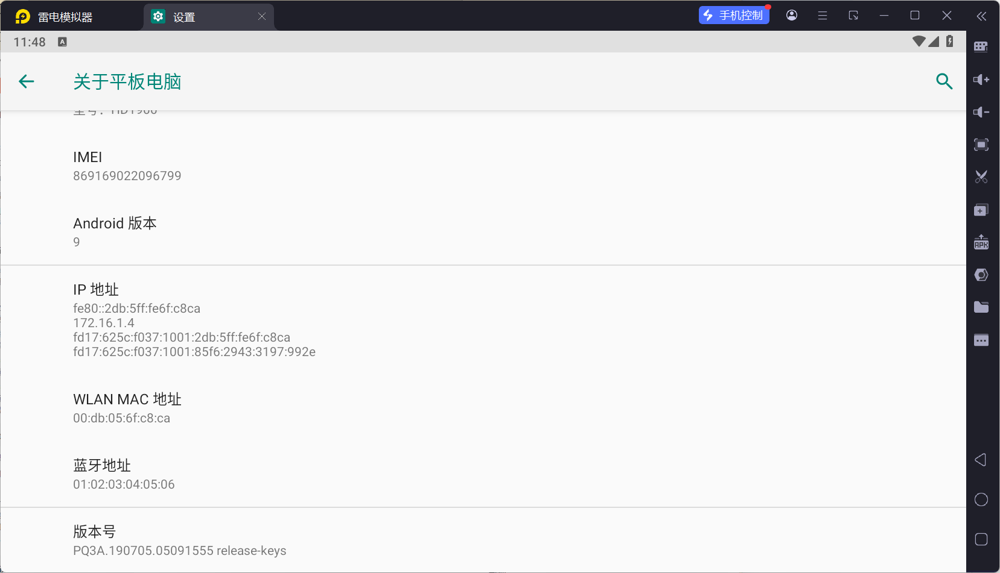 雷电模拟器
设置
手机控制
11:48
A
关于平板电脑
型号：HD1900
IMEI
869169022096799
Android 版本
9
IP 地址
fe80::2db:5ff:fe6f:c8ca
172.16.1.4
fd17:625c:f037:1001:2db:5ff:fe6f:c8ca
fd17:625c:f037:1001:85f6:2943:3197:992e
WLAN MAC 地址
00:db:05:6f:c8:ca
蓝牙地址
01:02:03:04:05:06
版本号
PQ3A.190705.05091555 release-keys
APK